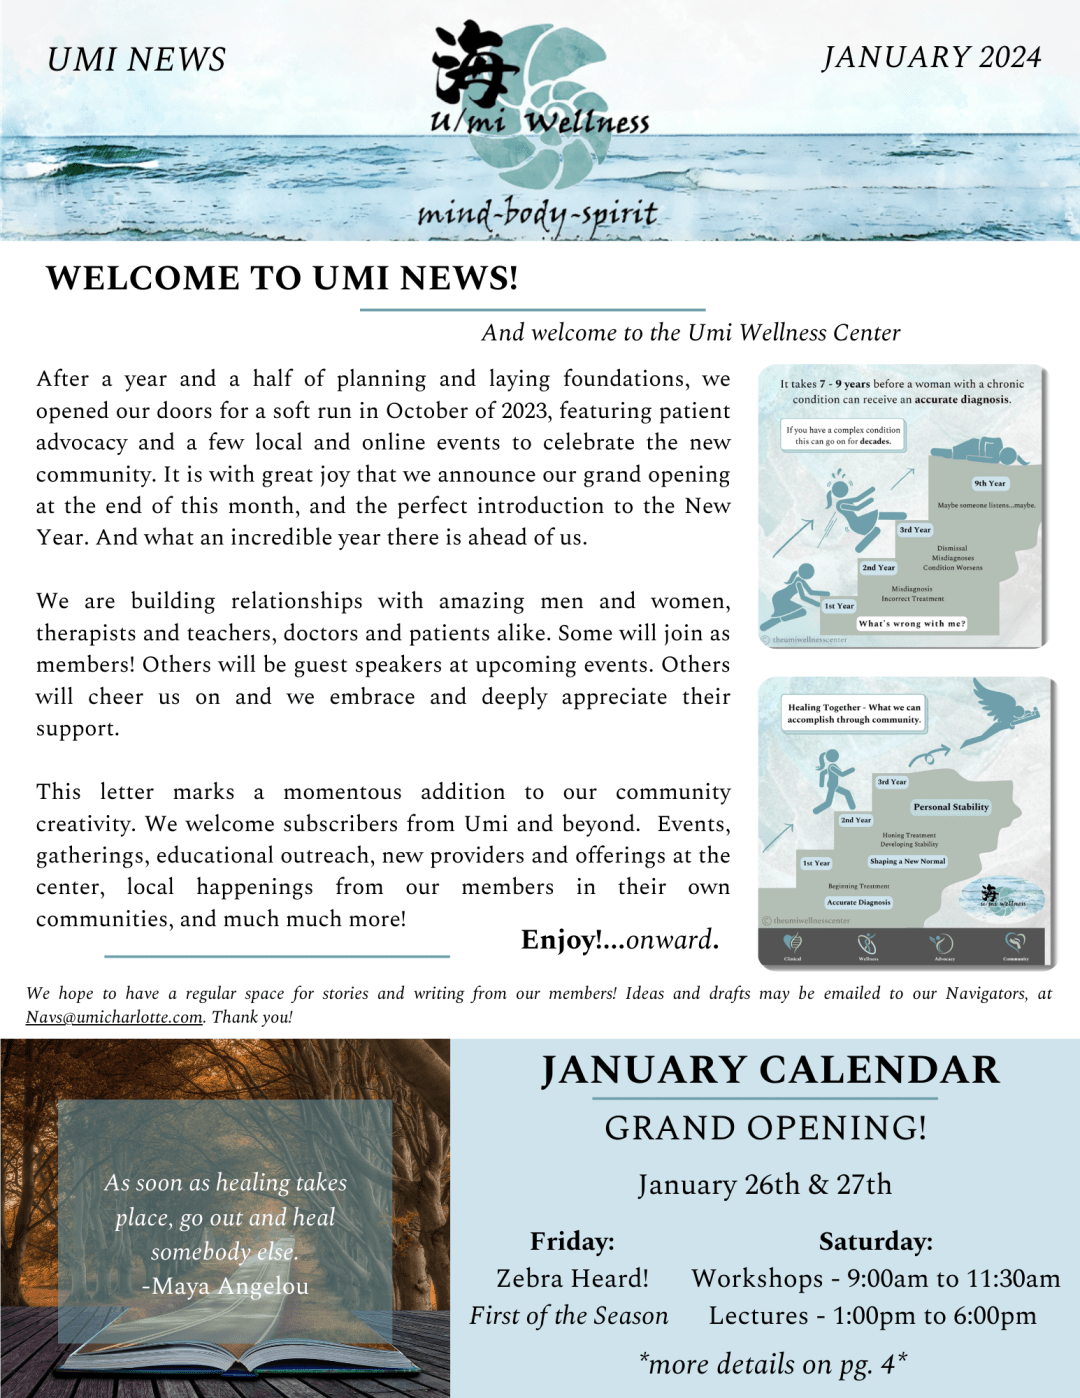 UMI NEWS
JANUARY 2024
海
U/mi Wellness
mind-body-spirit
WELCOME TO UMI NEWS!
And welcome to the Umi Wellness Center
After a year and a half of planning and laying foundations, we
opened our doors for a soft run in October of 2023, featuring patient
advocacy and a few local and online events to celebrate the new
community. It is with great joy that we announce our grand opening
at the end of this month, and the perfect introduction to the New
Year. And what an incredible year there is ahead of us.
We are building relationships with amazing men and women,
therapists and teachers, doctors and patients alike. Some will join as
members! Others will be guest speakers at upcoming events. Others
will cheer us on and we embrace and deeply appreciate their
support.
This letter marks a momentous addition to our community
creativity. We welcome subscribers from Umi and beyond. Events,
gatherings, educational outreach, new providers and offerings at the
center, local happenings from our members in their own
communities, and much much more!
Enjoy!...onward.
It takes 7 - 9 years before a woman with a chronic
condition can receive an accurate diagnosis.
If you have a complex condition
this can go on for decades.
9th Year
Maybe someone listens...maybe.
3rd Year
Dismissal
Misdiagnoses
Condition Worsens
2nd Year
Misdiagnosis
Incorrect Treatment
1st Year
What's wrong with me?
© theumiwellnesscenter
Healing Together - What we can
accomplish through community.
3rd Year
Personal Stability
2nd Year
Honing Treatment
Developing Stability
1st Year
Shaping a New Normal
Beginning Treatment
Accurate Diagnosis
海
u/mi wellness
© theumiwellnesscenter
Clinical
Wellness
Advocacy
Community
We hope to have a regular space for stories and writing from our members! Ideas and drafts may be emailed to our Navigators, at
Navs@umicharlotte.com. Thank you!
As soon as healing takes
place, go out and heal
somebody else.
-Maya Angelou
JANUARY CALENDAR
GRAND OPENING!
January 26th & 27th
Friday:
Zebra Heard!
First of the Season
Saturday:
Workshops - 9:00am to 11:30am
Lectures - 1:00pm to 6:00pm
*more details on pg. 4*